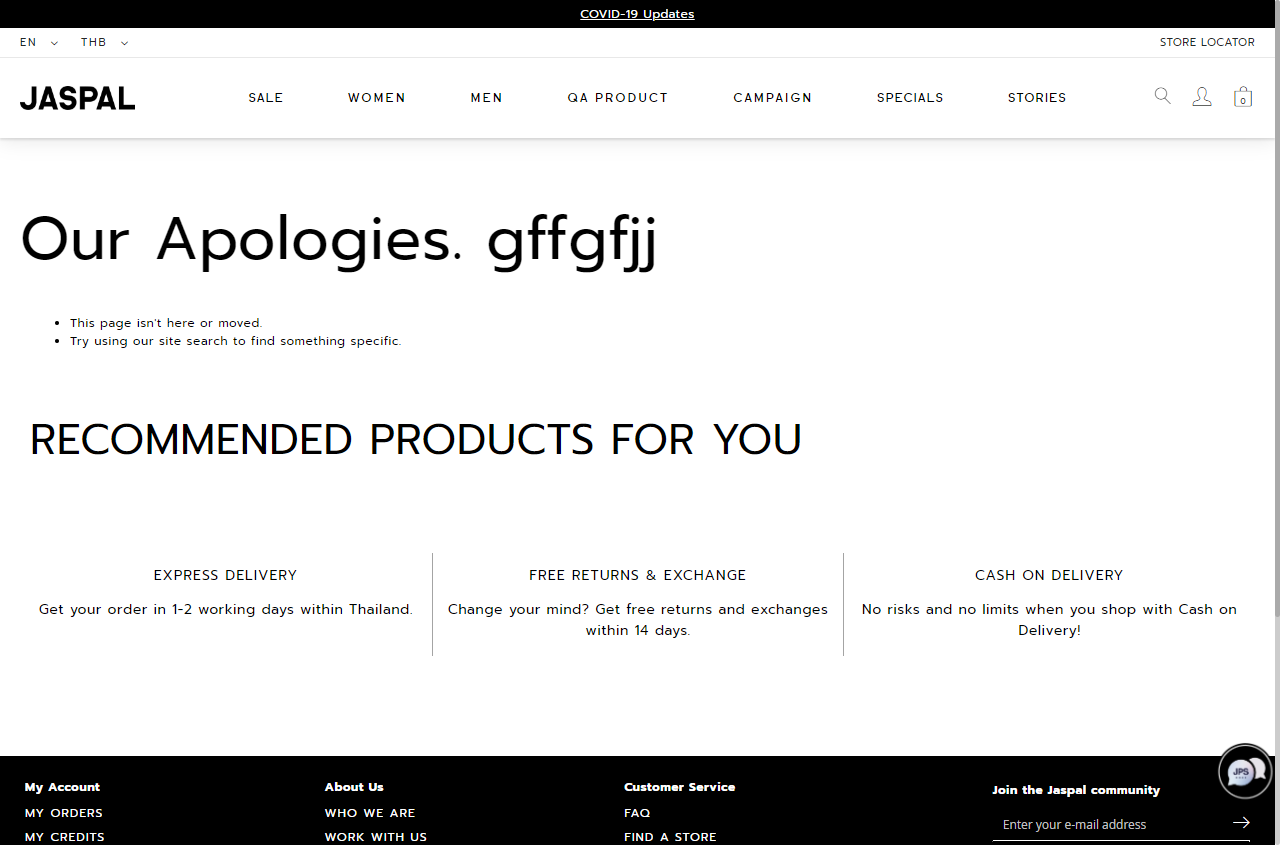 COVID-19 Updates
EN THB STORE LOCATOR
JASPAL SALE WOMEN MEN QA PRODUCT CAMPAIGN SPECIALS STORIES 0
Our Apologies. gffgfjj
• This page isn't here or moved.
• Try using our site search to find something specific.
RECOMMENDED PRODUCTS FOR YOU
EXPRESS DELIVERY
Get your order in 1-2 working days within Thailand.
FREE RETURNS & EXCHANGE
Change your mind? Get free returns and exchanges
within 14 days.
CASH ON DELIVERY
No risks and no limits when you shop with Cash on
Delivery!
My Account
MY ORDERS
MY CREDITS
About Us
WHO WE ARE
WORK WITH US
Customer Service
FAQ
FIND A STORE
Join the Jaspal community
Enter your e-mail address
JPS